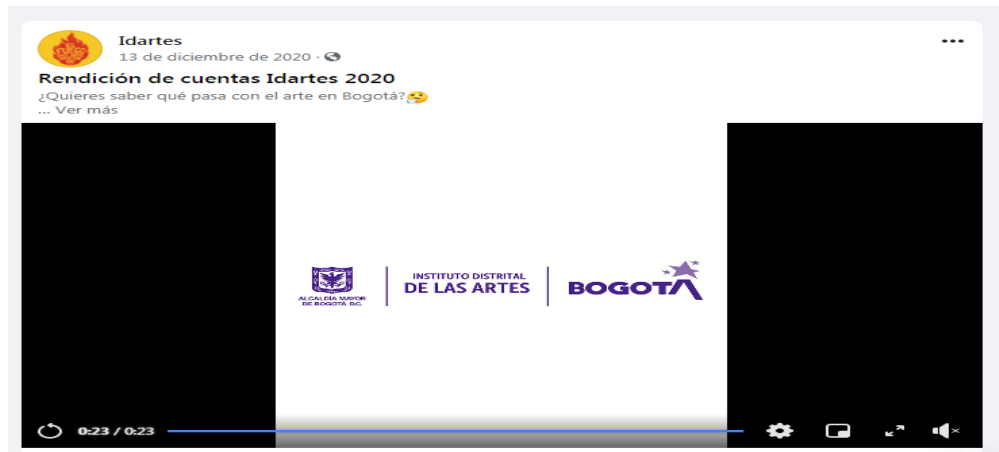 Idartes
13 de diciembre de 2020 ·
Rendición de cuentas Idartes 2020
¿Quieres saber qué pasa con el arte en Bogotá?
... Ver más
ALCALDÍA MAYOR
DE BOGOTÁ D.C.
INSTITUTO DISTRITAL
DE LAS ARTES
BOGOTÁ
0:23 / 0:23